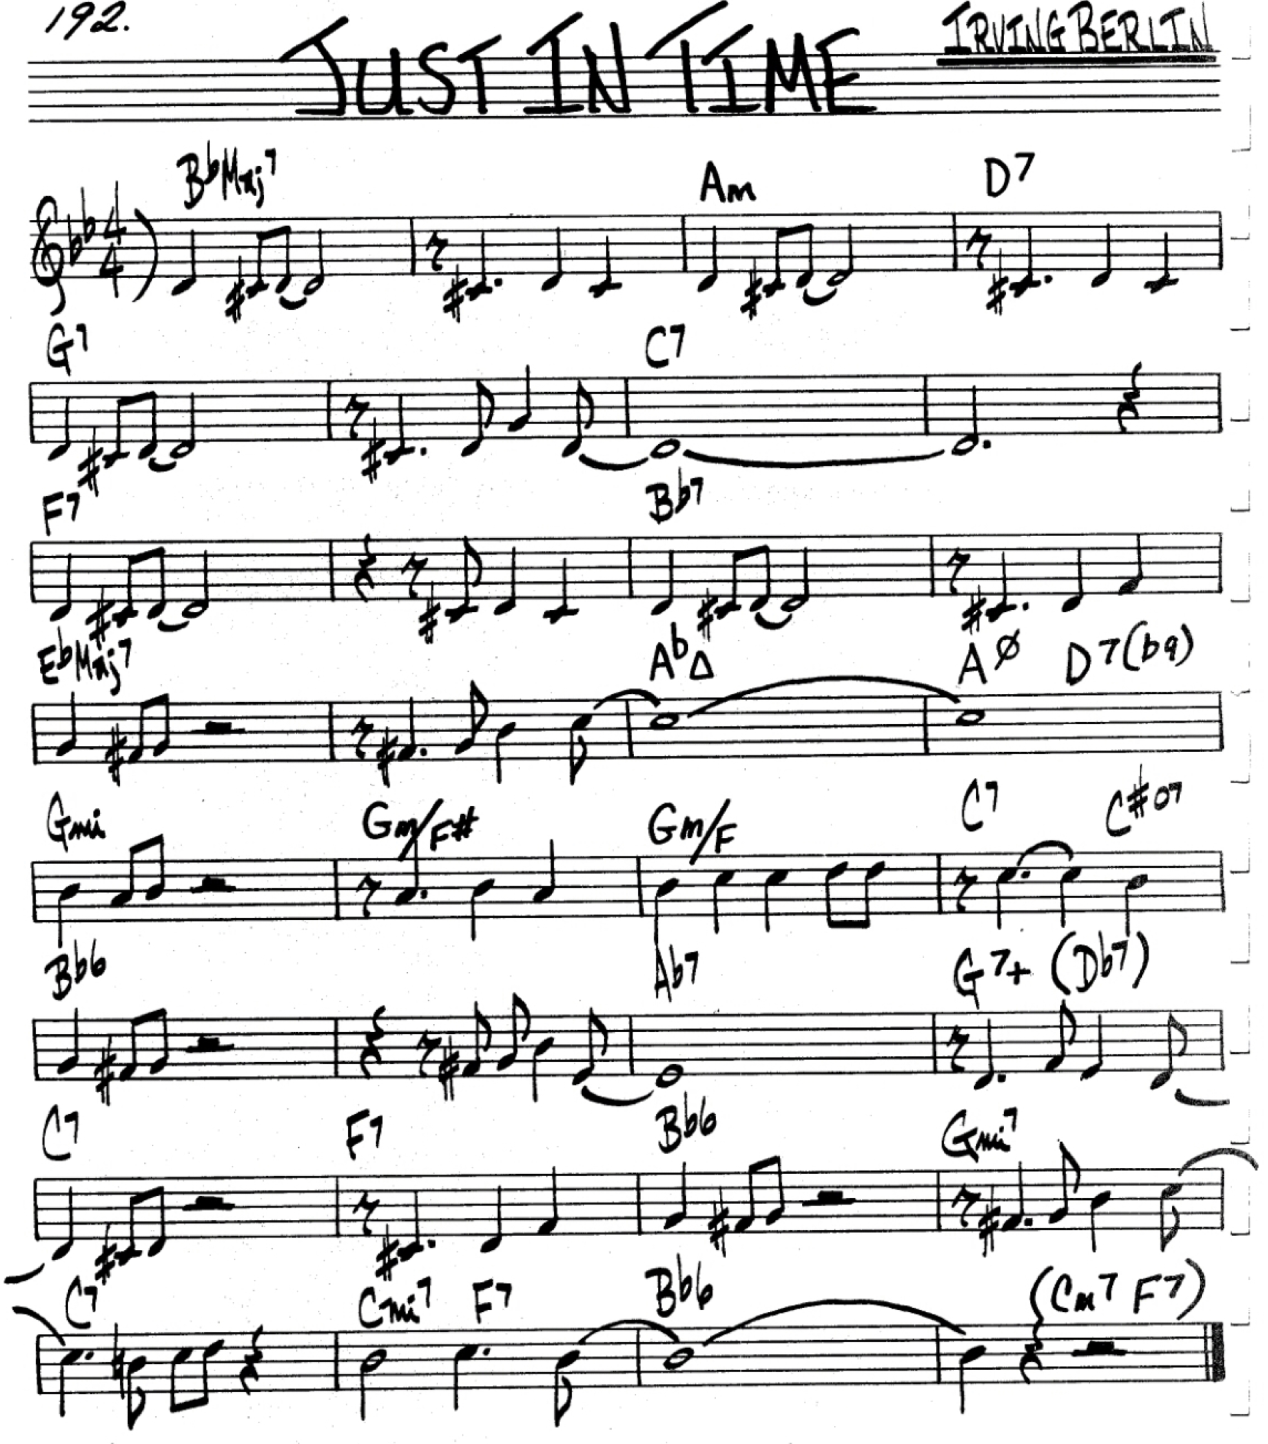 192.
JUST IN TIME
IRVING BERLIN
BbMaj7 Am D7
4
4
G7 C7
F7 Bb7
EbMaj7 AbΔ AØ D7(b9)
Gmi Gm/F# Gm/F C7 C#o7
Bb6 Ab7 G7+ (Db7)
C7 F7 Bb6 Gmi7
C7 Cmi7 F7 Bb6 (Cm7 F7)